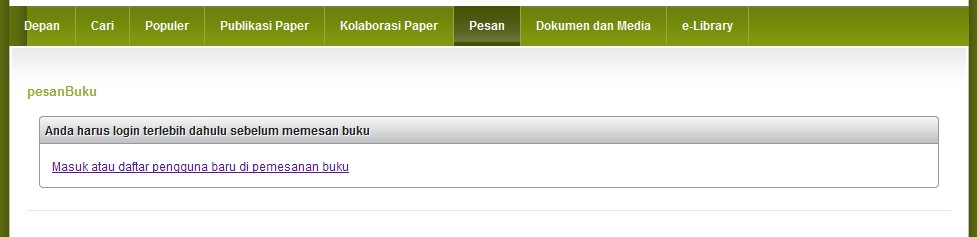 Depan Cari Populer Publikasi Paper Kolaborasi Paper Pesan Dokumen dan Media e-Library
pesanBuku
Anda harus login terlebih dahulu sebelum memesan buku
Masuk atau daftar pengguna baru di pemesanan buku